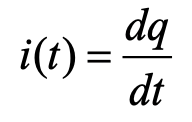 i(t) = dq/dt